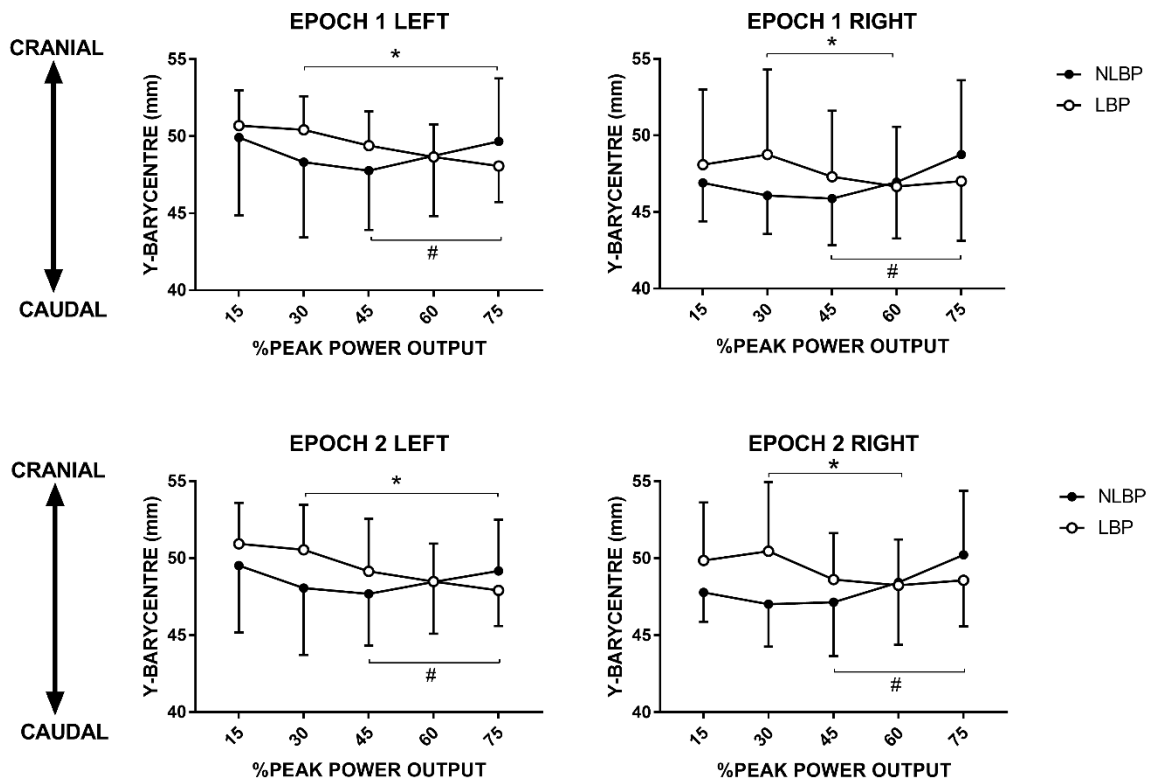 EPOCH 1 LEFT
CRANIAL
CAUDAL
Y-BARYCENTRE (mm)
55
50
45
40
*
#
15
30
45
60
75
%PEAK POWER OUTPUT
EPOCH 1 RIGHT
Y-BARYCENTRE (mm)
55
50
45
40
*
#
15
30
45
60
75
%PEAK POWER OUTPUT
NLBP
LBP
EPOCH 2 LEFT
CRANIAL
CAUDAL
Y-BARYCENTRE (mm)
55
50
45
40
*
#
15
30
45
60
75
%PEAK POWER OUTPUT
EPOCH 2 RIGHT
Y-BARYCENTRE (mm)
55
50
45
40
*
#
15
30
45
60
75
%PEAK POWER OUTPUT
NLBP
LBP